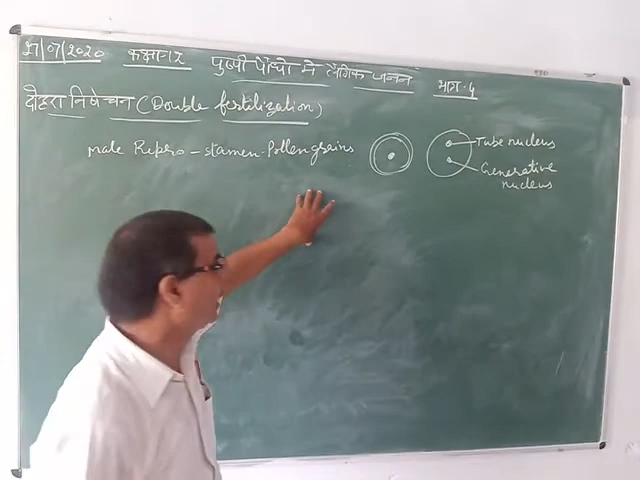 31/07/2020 कक्षा-12 पुष्पी पौधों में लैंगिक जनन भाग-4
दोहरा निषेचन (Double fertilization)
male Repro - stamen - Pollen grains
Tube nucleus
Generative
nucleus